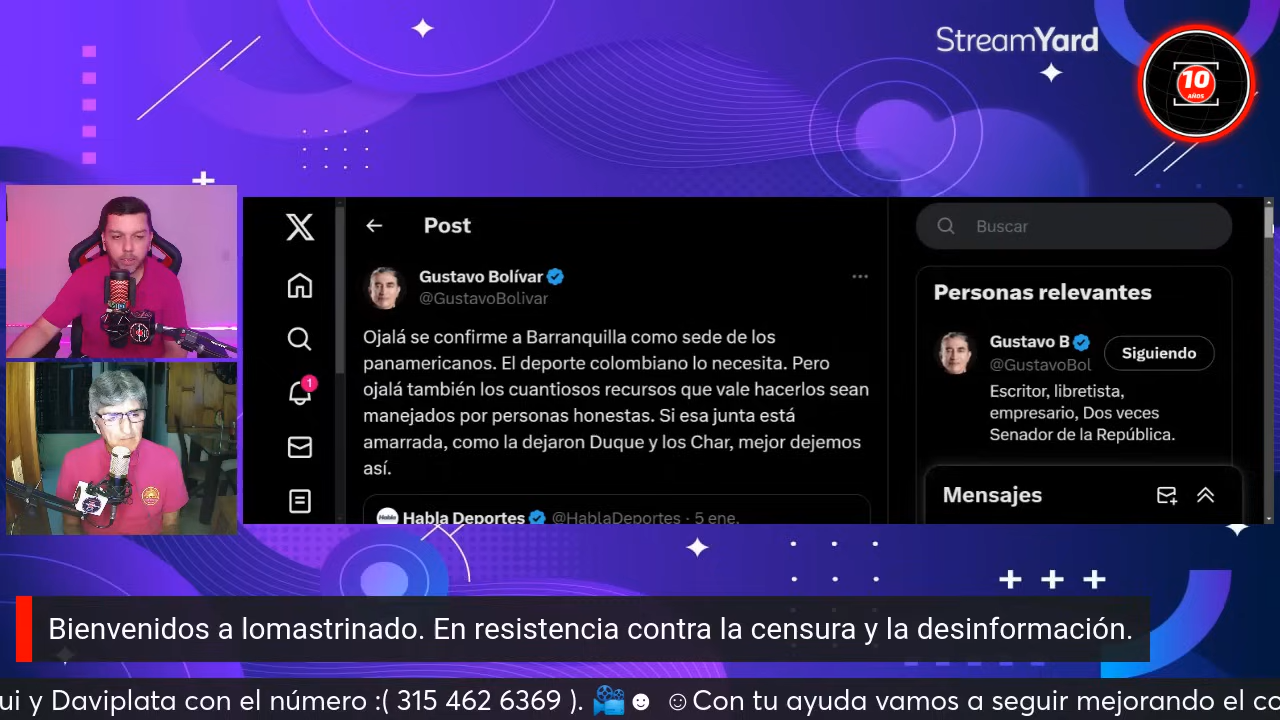 StreamYard
10
AÑOS
Post
Buscar
Gustavo Bolívar
@GustavoBolivar
Ojalá se confirme a Barranquilla como sede de los
panamericanos. El deporte colombiano lo necesita. Pero
ojalá también los cuantiosos recursos que vale hacerlos sean
manejados por personas honestas. Si esa junta está
amarrada, como la dejaron Duque y los Char, mejor dejemos
así.
Habla Deportes @HablaDeportes · 5 ene.
Personas relevantes
Gustavo B
@GustavoBol
Siguiendo
Escritor, libretista,
empresario, Dos veces
Senador de la República.
1
Mensajes
Bienvenidos a lomastrinado. En resistencia contra la censura y la desinformación.
ui y Daviplata con el número :( 315 462 6369 ). 🎥☻ ☺Con tu ayuda vamos a seguir mejorando el co